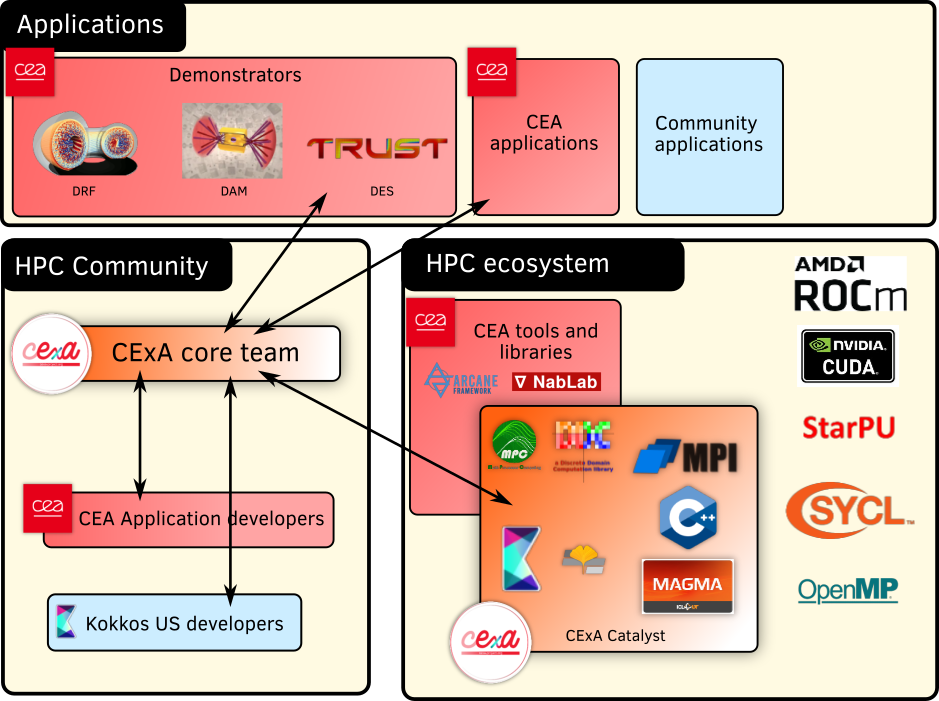 Applications
cea
Demonstrators
TRUST
DRF
DAM
DES
cea
CEA
applications
Community
applications
HPC Community
cexa
CExA core team
cea
CEA Application developers
Kokkos US developers
HPC ecosystem
cea
CEA tools and
libraries
ARCANE
FRAMEWORK
∇ NabLab
MPC
DDC
a Discrete Domain
Computation library
MPI
C++
MAGMA
cexa
CExA Catalyst
AMD
ROCm
NVIDIA.
CUDA
StarPU
SYCL™
OpenMP